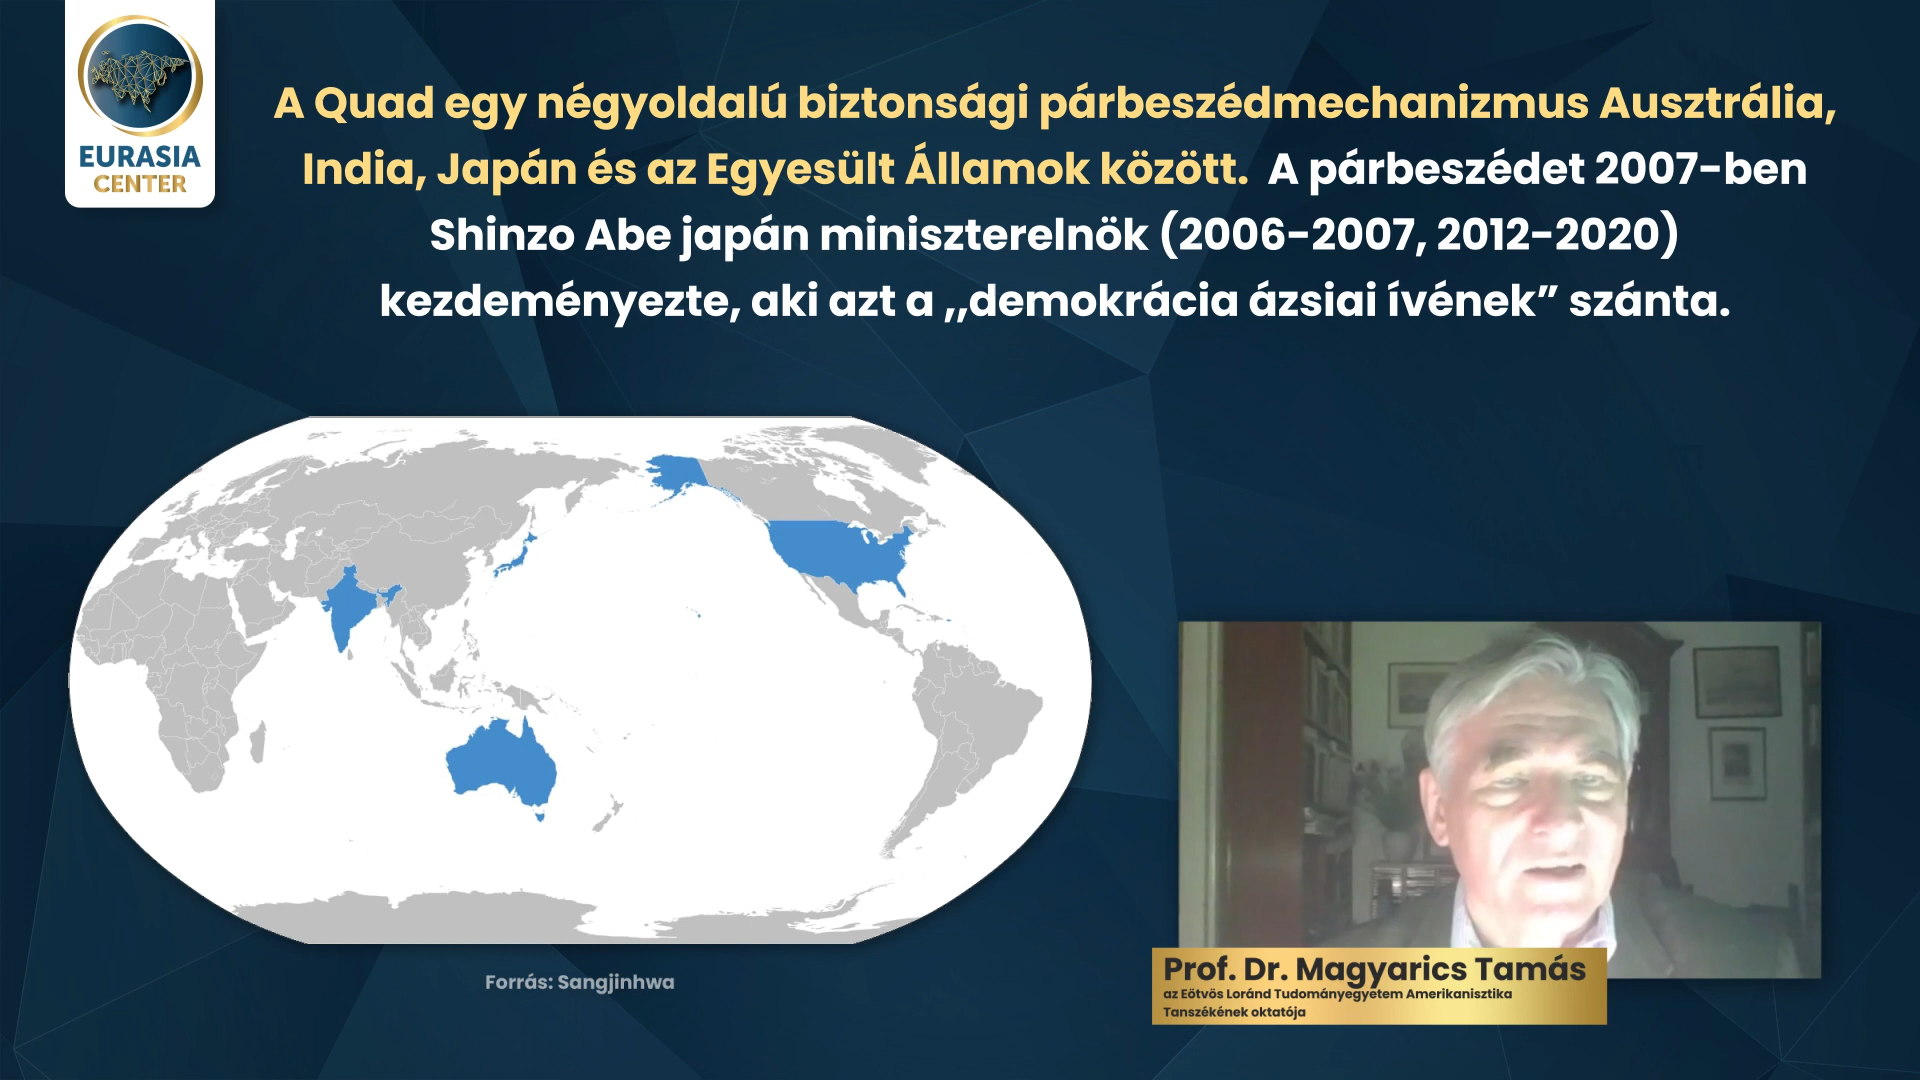 EURASIA
CENTER
A Quad egy négyoldalú biztonsági párbeszédmechanizmus Ausztrália,
India, Japán és az Egyesült Államok között. A párbeszédet 2007-ben
Shinzo Abe japán miniszterelnök (2006-2007, 2012-2020)
kezdeményezte, aki azt a ,,demokrácia ázsiai ívének” szánta.
Forrás: Sangjinhwa
Prof. Dr. Magyarics Tamás
az Eötvös Loránd Tudományegyetem Amerikanisztika
Tanszékének oktatója